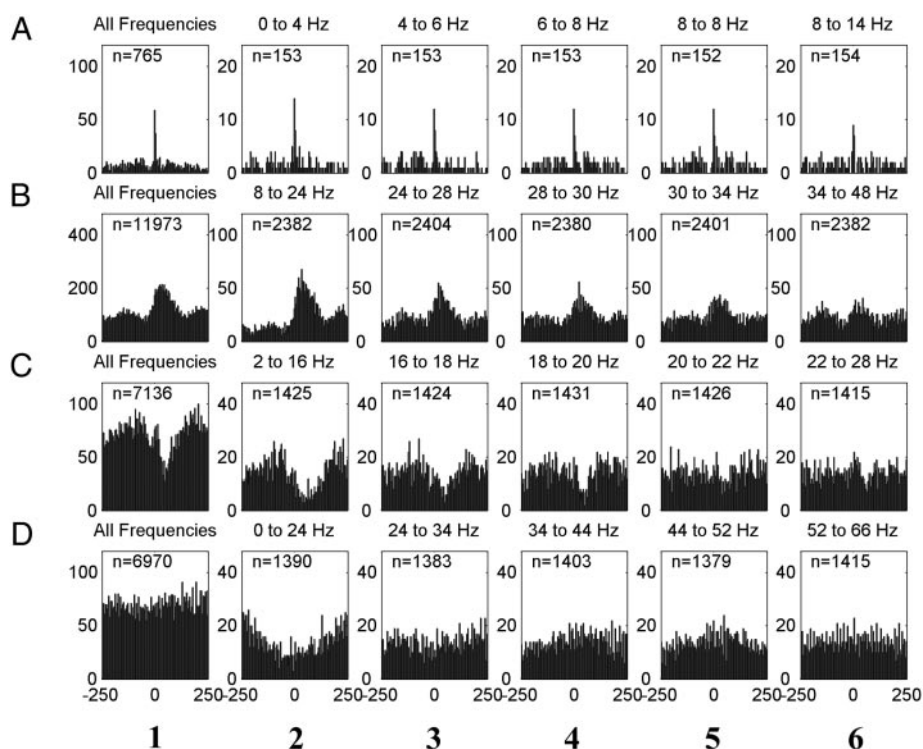 A All Frequencies 0 to 4 Hz 4 to 6 Hz 6 to 8 Hz 8 to 8 Hz 8 to 14 Hz
100 20 20 20 20 20
n=765 n=153 n=153 n=153 n=152 n=154
50 10 10 10 10 10
0 0 0 0 0 0
B All Frequencies 8 to 24 Hz 24 to 28 Hz 28 to 30 Hz 30 to 34 Hz 34 to 48 Hz
400 100 100 100 100 100
n=11973 n=2382 n=2404 n=2380 n=2401 n=2382
200 50 50 50 50 50
0 0 0 0 0 0
C All Frequencies 2 to 16 Hz 16 to 18 Hz 18 to 20 Hz 20 to 22 Hz 22 to 28 Hz
100 40 40 40 40 40
n=7136 n=1425 n=1424 n=1431 n=1426 n=1415
50 20 20 20 20 20
0 0 0 0 0 0
D All Frequencies 0 to 24 Hz 24 to 34 Hz 34 to 44 Hz 44 to 52 Hz 52 to 66 Hz
100 40 40 40 40 40
n=6970 n=1390 n=1383 n=1403 n=1379 n=1415
50 20 20 20 20 20
0 0 0 0 0 0
-250 0 250 0 250 0 250 0 250 0 250 0 250
1 2 3 4 5 6